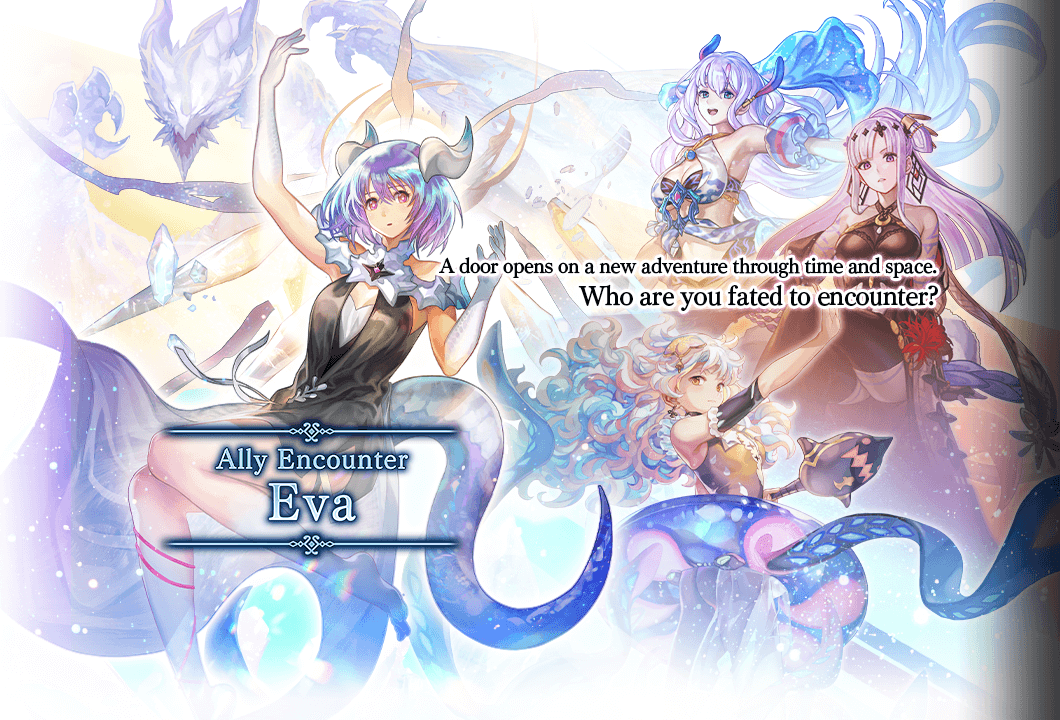 A door opens on a new adventure through time and space.
Who are you fated to encounter?
Ally Encounter
Eva